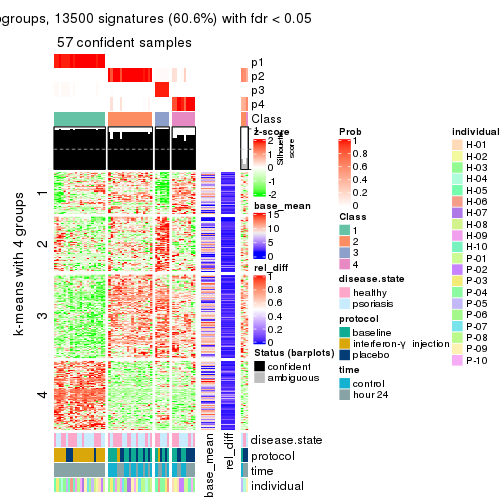 ogroups, 13500 signatures (60.6%) with fdr < 0.05
57 confident samples
p1
p2
p3
p4
Class
Silhouette
score
k-means with 4 groups
1
2
3
4
z-score
2
1
0
-1
-2
base_mean
15
10
5
0
rel_diff
1
0.8
0.6
0.4
0.2
0
Status (barplots)
confident
ambiguous
disease.state
protocol
time
individual
base_mean
rel_diff
Prob
1
0.8
0.6
0.4
0.2
0
Class
1
2
3
4
disease.state
healthy
psoriasis
protocol
baseline
interferon-γ injection
placebo
time
control
hour 24
individual
H-01
H-02
H-03
H-04
H-05
H-06
H-07
H-08
H-09
H-10
P-01
P-02
P-03
P-04
P-05
P-06
P-07
P-08
P-09
P-10